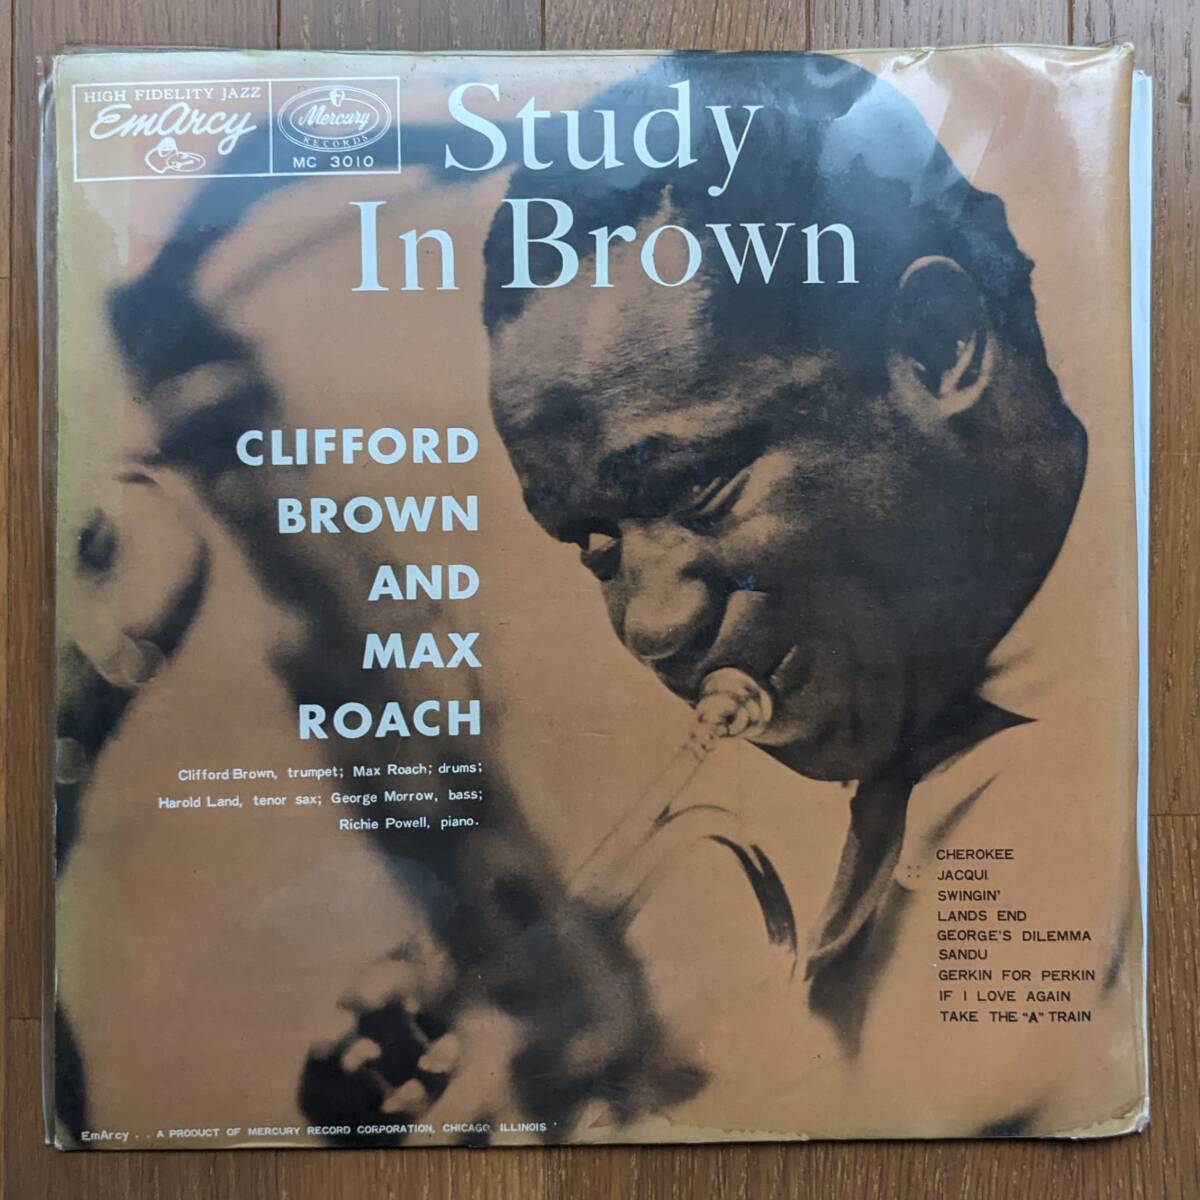 HIGH FIDELITY JAZZ
EmArcy
Mercury
RECORDS
MC 3010
Study
In Brown
CLIFFORD
BROWN
AND
MAX
ROACH
Clifford Brown, trumpet; Max Roach; drums;
Harold Land, tenor sax; George Morrow, bass;
Richie Powell, piano.
CHEROKEE
JACQUI
SWINGIN'
LANDS END
GEORGE'S DILEMMA
SANDU
GERKIN FOR PERKIN
IF I LOVE AGAIN
TAKE THE "A" TRAIN
EmArcy . . A PRODUCT OF MERCURY RECORD CORPORATION, CHICAGO, ILLINOIS